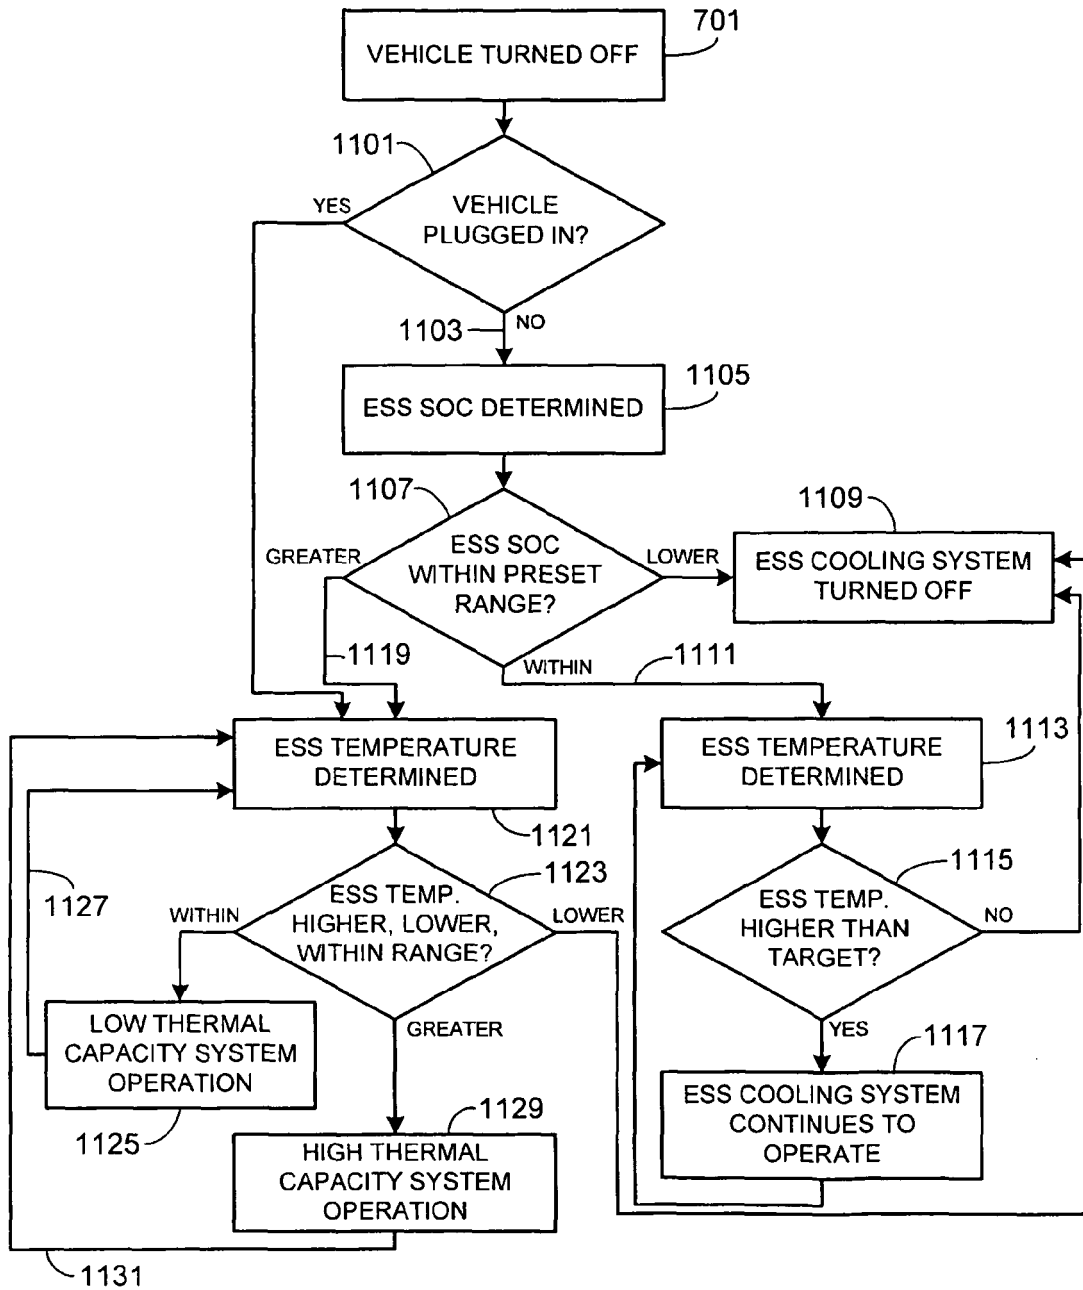 701
VEHICLE TURNED OFF
1101
YES
VEHICLE
PLUGGED IN?
1103
NO
1105
ESS SOC DETERMINED
1107
GREATER
ESS SOC
WITHIN PRESET
RANGE?
LOWER
1109
ESS COOLING SYSTEM
TURNED OFF
1119
WITHIN
1111
ESS TEMPERATURE
DETERMINED
1121
ESS TEMPERATURE
DETERMINED
1113
1127
WITHIN
ESS TEMP.
HIGHER, LOWER,
WITHIN RANGE?
1123
LOWER
1115
ESS TEMP.
HIGHER THAN
TARGET?
NO
LOW THERMAL
CAPACITY SYSTEM
OPERATION
1125
GREATER
YES
1117
ESS COOLING SYSTEM
CONTINUES TO
OPERATE
1129
HIGH THERMAL
CAPACITY SYSTEM
OPERATION
1131